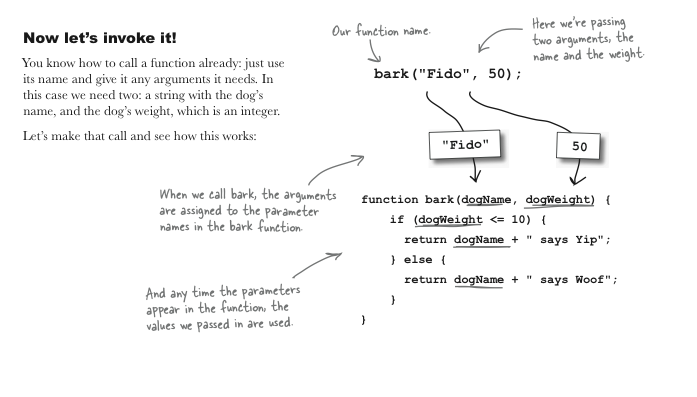 Now let's invoke it!
You know how to call a function already: just use
its name and give it any arguments it needs. In
this case we need two: a string with the dog's
name, and the dog's weight, which is an integer.
Let's make that call and see how this works:
Our function name.
Here we're passing
two arguments, the
name and the weight.
bark("Fido", 50);
"Fido"
50
When we call bark, the arguments
are assigned to the parameter
names in the bark function.
function bark(dogName, dogWeight) {
if (dogWeight <= 10) {
return dogName + " says Yip";
} else {
return dogName + " says Woof";
}
}
And any time the parameters
appear in the function, the
values we passed in are used.